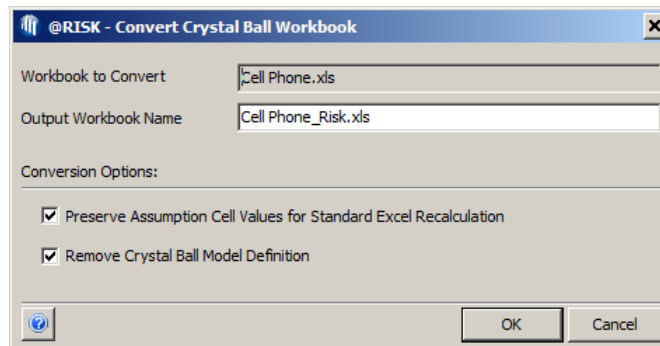 @RISK - Convert Crystal Ball Workbook
Workbook to Convert
Cell Phone.xls
Output Workbook Name
Cell Phone_Risk.xls
Conversion Options:
Preserve Assumption Cell Values for Standard Excel Recalculation
Remove Crystal Ball Model Definition
OK
Cancel